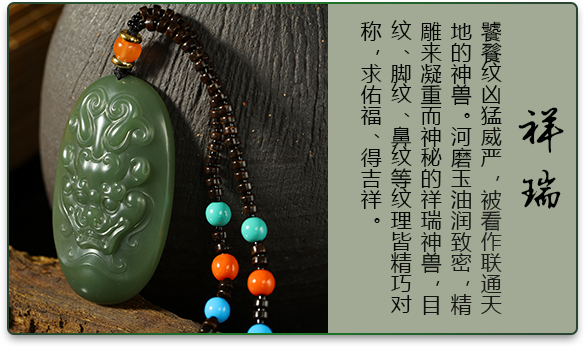 祥瑞
饕餮纹凶猛威严，被看作联通天
地的神兽。河磨玉油润致密，精
雕来凝重而神秘的祥瑞神兽，目
纹、脚纹、鼻纹等纹理皆精巧对
称，求佑福、得吉祥。